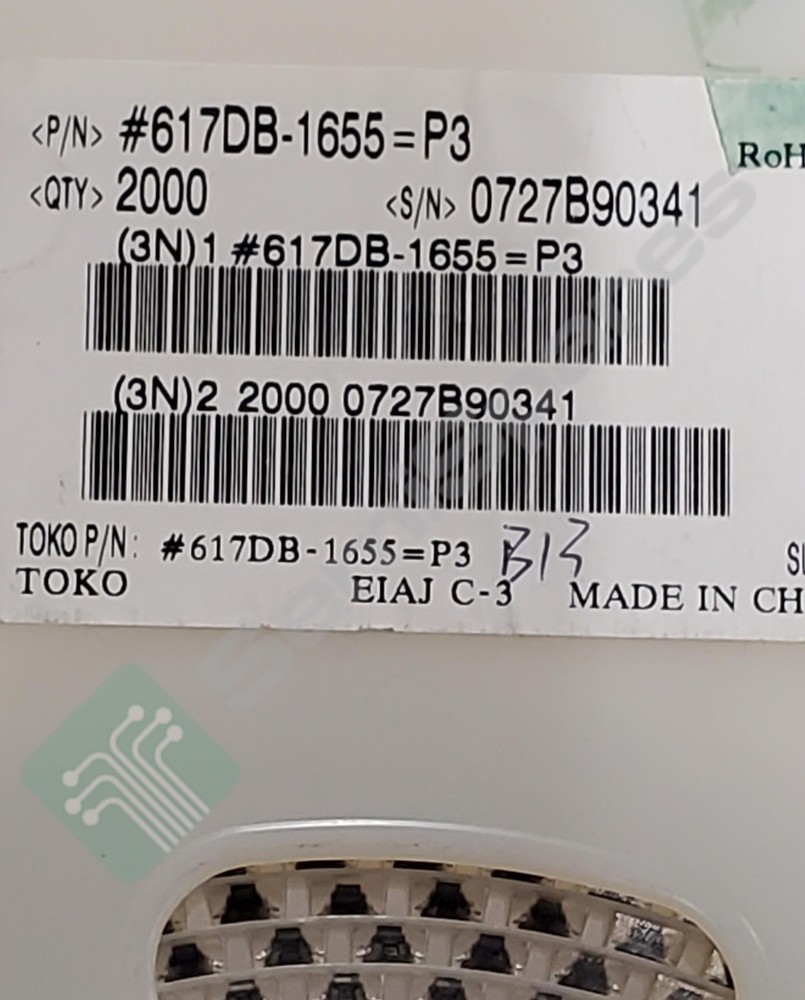 <P/N> #617DB-1655=P3
RoH
<QTY> 2000 <S/N> 0727B90341
(3N)1 #617DB-1655=P3
(3N)2 2000 0727B90341
TOKO P/N: #617DB-1655=P3 B13
TOKO EIAJ C-3 MADE IN CH